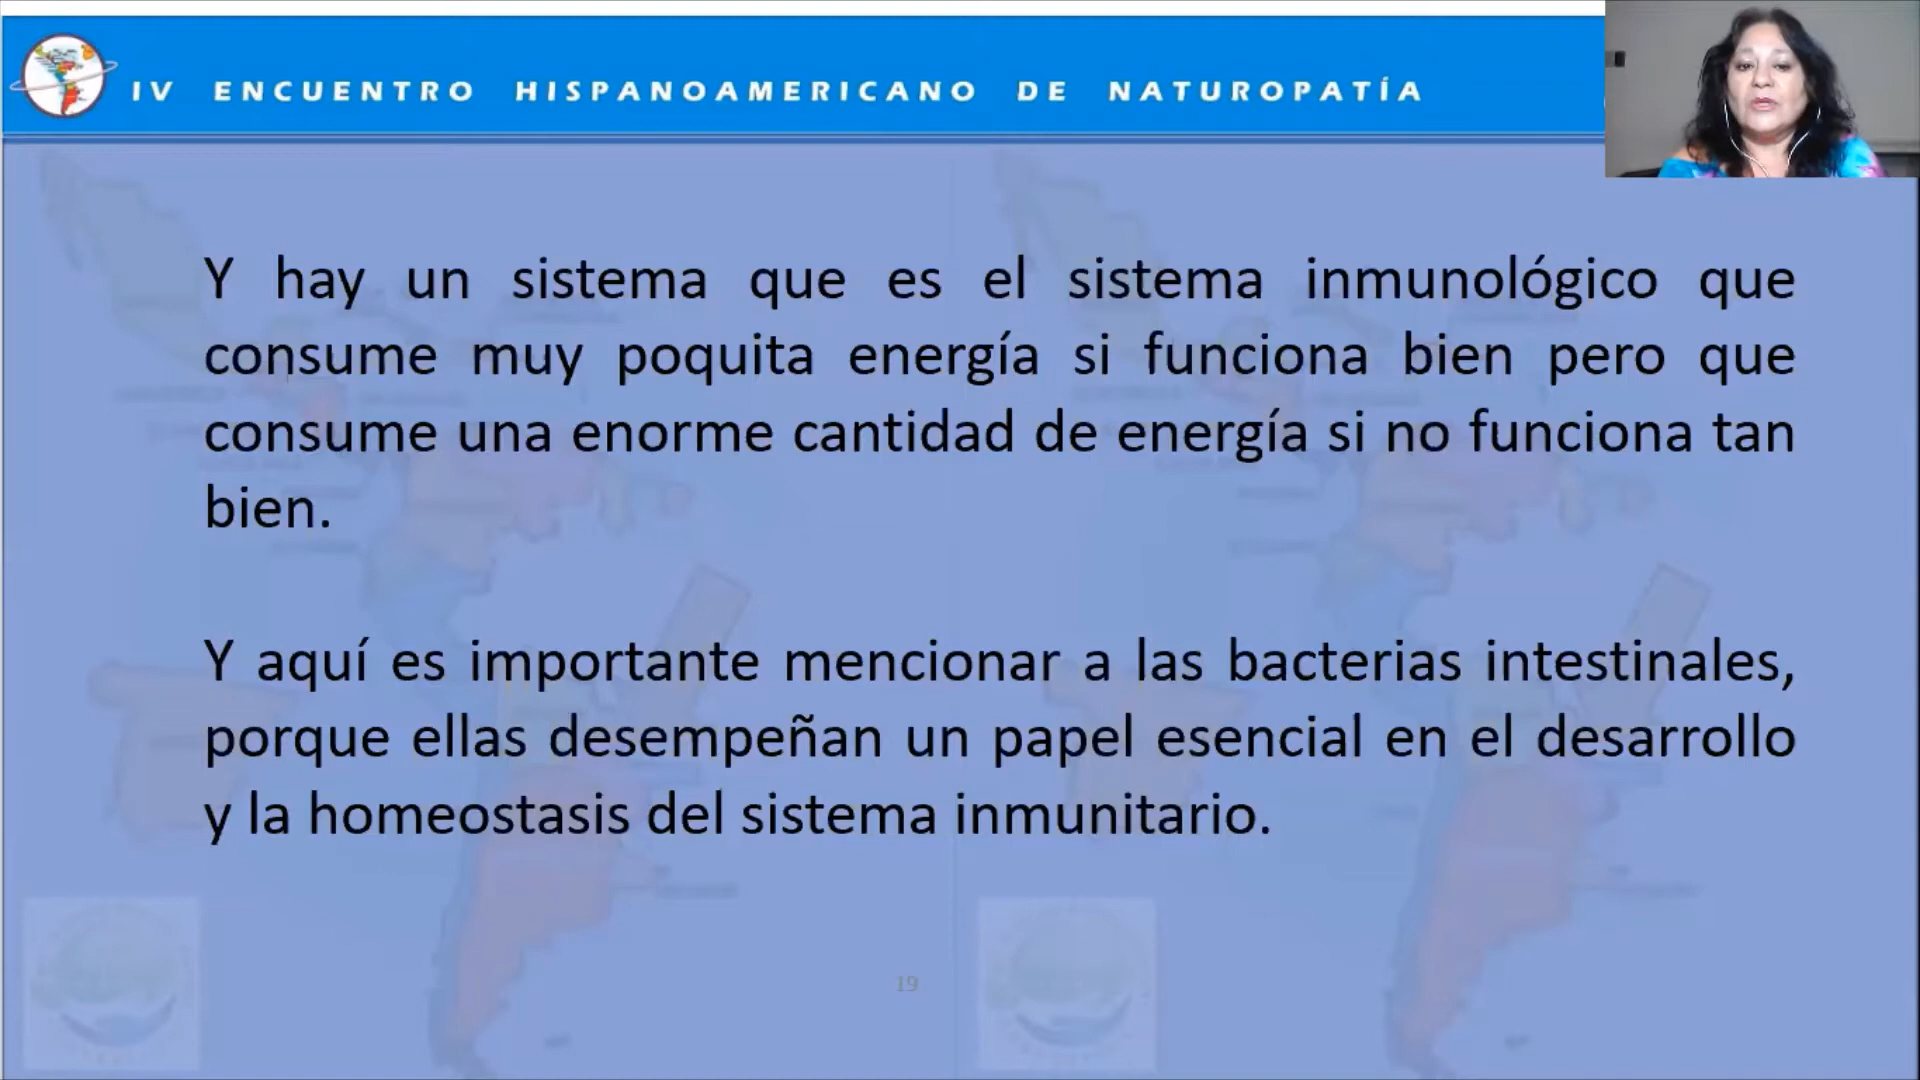 IV ENCUENTRO HISPANOAMERICANO DE NATUROPATÍA
Y hay un sistema que es el sistema inmunológico que
consume muy poquita energía si funciona bien pero que
consume una enorme cantidad de energía si no funciona tan
bien.
Y aquí es importante mencionar a las bacterias intestinales,
porque ellas desempeñan un papel esencial en el desarrollo
y la homeostasis del sistema inmunitario.
19